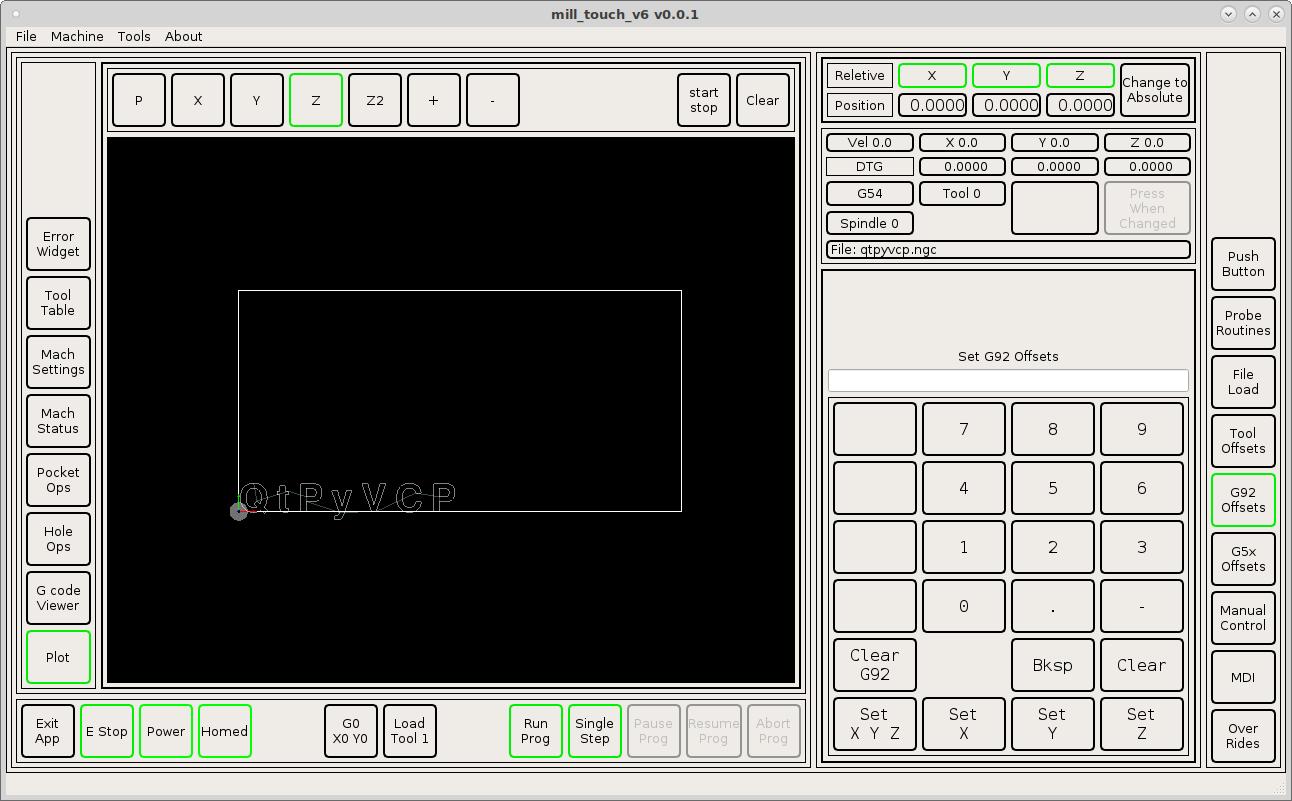 mill_touch_v6 v0.0.1
File Machine Tools About
P X Y Z Z2 + -
start
stop
Clear
Error
Widget
Tool
Table
Mach
Settings
Mach
Status
Pocket
Ops
Hole
Ops
G code
Viewer
Plot
QtPyVCP
Exit
App
E Stop
Power
Homed
G0
X0 Y0
Load
Tool 1
Run
Prog
Single
Step
Pause
Prog
Resume
Prog
Abort
Prog
Reletive X Y Z
Position 0.0000 0.0000 0.0000
Change to
Absolute
Vel 0.0 X 0.0 Y 0.0 Z 0.0
DTG 0.0000 0.0000 0.0000
G54 Tool 0
Press
When
Changed
Spindle 0
File: qtpyvcp.ngc
Set G92 Offsets
7 8 9
4 5 6
1 2 3
0 . -
Clear
G92
Bksp
Clear
Set
X Y Z
Set
X
Set
Y
Set
Z
Push
Button
Probe
Routines
File
Load
Tool
Offsets
G92
Offsets
G5x
Offsets
Manual
Control
MDI
Over
Rides